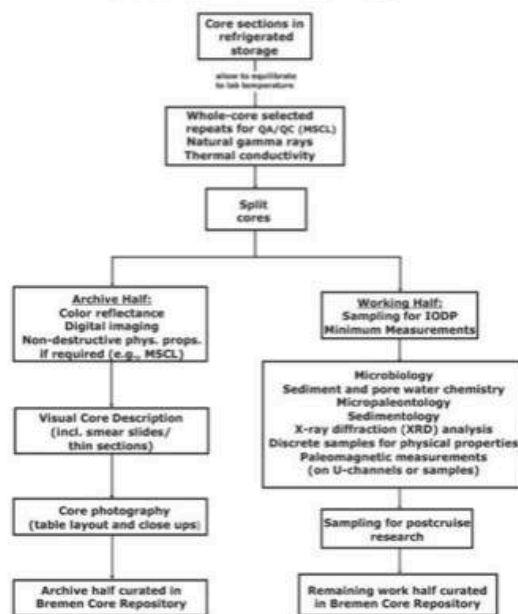 Core sections in
refrigerated
storage
allow to equilibrate
to lab temperature
Whole-core selected
repeats for QA/QC (MSCL)
Natural gamma rays
Thermal conductivity
Split
cores
Archive Half:
Color reflectance
Digital imaging
Non-destructive phys. props.
if required (e.g., MSCL)
Visual Core Description
(incl. smear slides/
thin sections)
Core photography
(table layout and close ups)
Archive half curated in
Bremen Core Repository
Working Half:
Sampling for IODP
Minimum Measurements
Microbiology
Sediment and pore water chemistry
Micropaleontology
Sedimentology
X-ray diffraction (XRD) analysis
Discrete samples for physical properties
Paleomagnetic measurements
(on U-channels or samples)
Sampling for postcruise
research
Remaining work half curated
in Bremen Core Repository